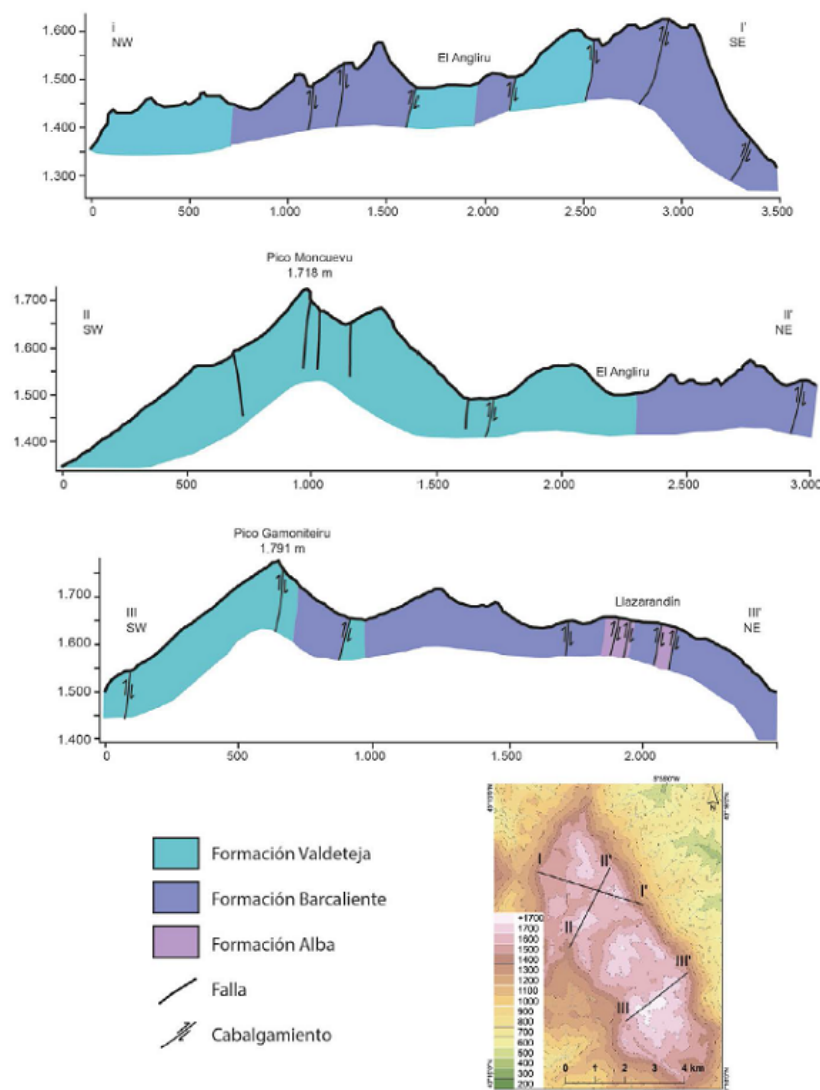 I
NW
El Angliru
I'
SE
1.600
1.500
1.400
1.300
0 500 1.000 1.500 2.000 2.500 3.000 3.500
Pico Moncuevu
1.718 m
II
SW
El Angliru
II'
NE
1.700
1.600
1.500
1.400
0 500 1.000 1.500 2.000 2.500 3.000
Pico Gamoniteiru
1.791 m
III
SW
Llazarandín
III'
NE
1.700
1.600
1.500
1.400
0 500 1.000 1.500 2.000
Formación Valdeteja
Formación Barcaliente
Formación Alba
Falla
Cabalgamiento
I
II'
I'
II
III'
III
+1700
1700
1600
1500
1400
1300
1200
1100
1000
900
800
700
600
500
400
300
200
0 1 2 3 4 km